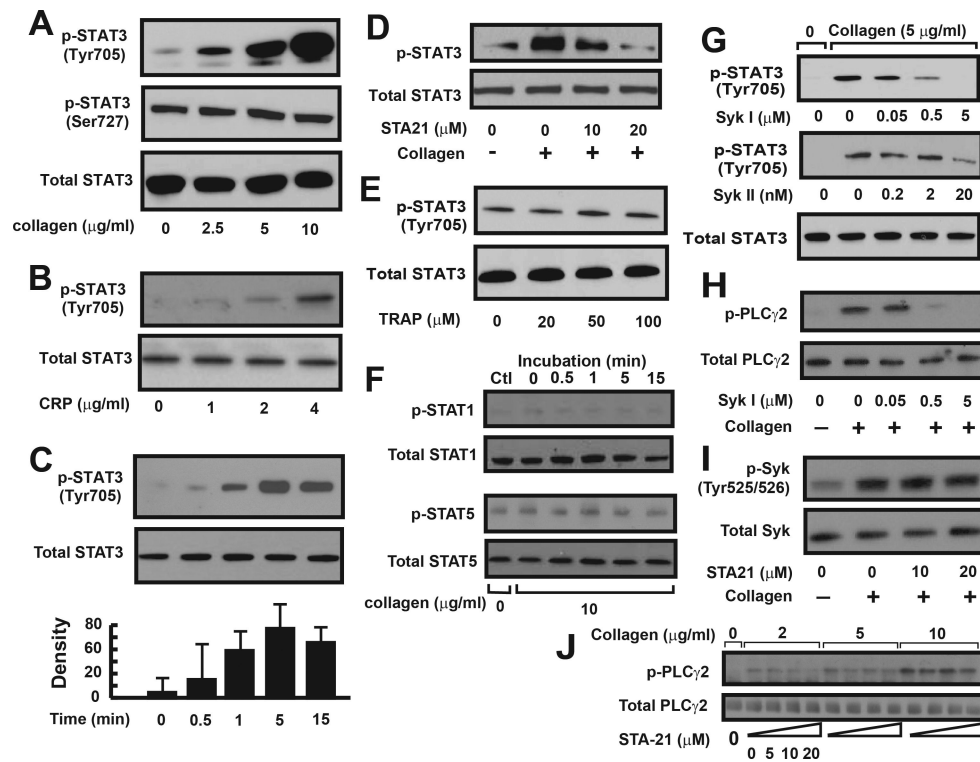 A
p-STAT3
(Tyr705)
p-STAT3
(Ser727)
Total STAT3
collagen (μg/ml) 0 2.5 5 10
B
p-STAT3
(Tyr705)
Total STAT3
CRP (μg/ml) 0 1 2 4
C
p-STAT3
(Tyr705)
Total STAT3
Density
80
60
20
0
Time (min) 0 0.5 1 5 15
D
p-STAT3
Total STAT3
STA21 (μM) 0 0 10 20
Collagen - + + +
E
p-STAT3
(Tyr705)
Total STAT3
TRAP (μM) 0 20 50 100
F
Incubation (min)
Ctl 0 0.5 1 5 15
p-STAT1
Total STAT1
p-STAT5
Total STAT5
collagen (μg/ml) 0 10
G
0 Collagen (5 μg/ml)
p-STAT3
(Tyr705)
Syk I (μM) 0 0 0.05 0.5 5
p-STAT3
(Tyr705)
Syk II (nM) 0 0 0.2 2 20
Total STAT3
H
p-PLCγ2
Total PLCγ2
Syk I (μM) 0 0 0.05 0.5 5
Collagen – + + + +
I
p-Syk
(Tyr525/526)
Total Syk
STA21 (μM) 0 0 10 20
Collagen – + + +
J
Collagen (μg/ml) 0 2 5 10
p-PLCγ2
Total PLCγ2
STA-21 (μM) 0
0 5 10 20